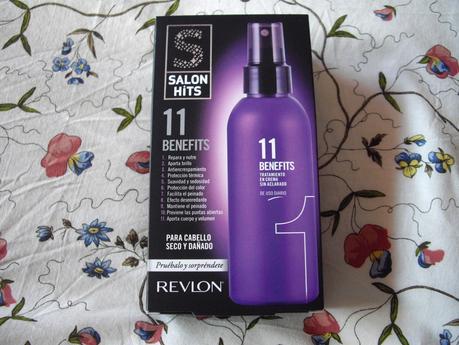 S
SALON
HiTS
11
BENEFITS
1. Repara y nutre
2. Aporta brillo
3. Antiencrespamiento
4. Protección térmica
5. Suavidad y sedosidad
6. Protección del color
7. Facilita el peinado
8. Efecto desenredante
9. Mantiene el peinado
10. Previene las puntas abiertas
11. Aporta cuerpo y volumen
PARA CABELLO
SECO Y DAÑADO
Pruébalo y sorpréndete
REVLON
11
BENEFITS
TRATAMIENTO
EN CREMA
SIN ACLARADO
DE USO DIARIO
1